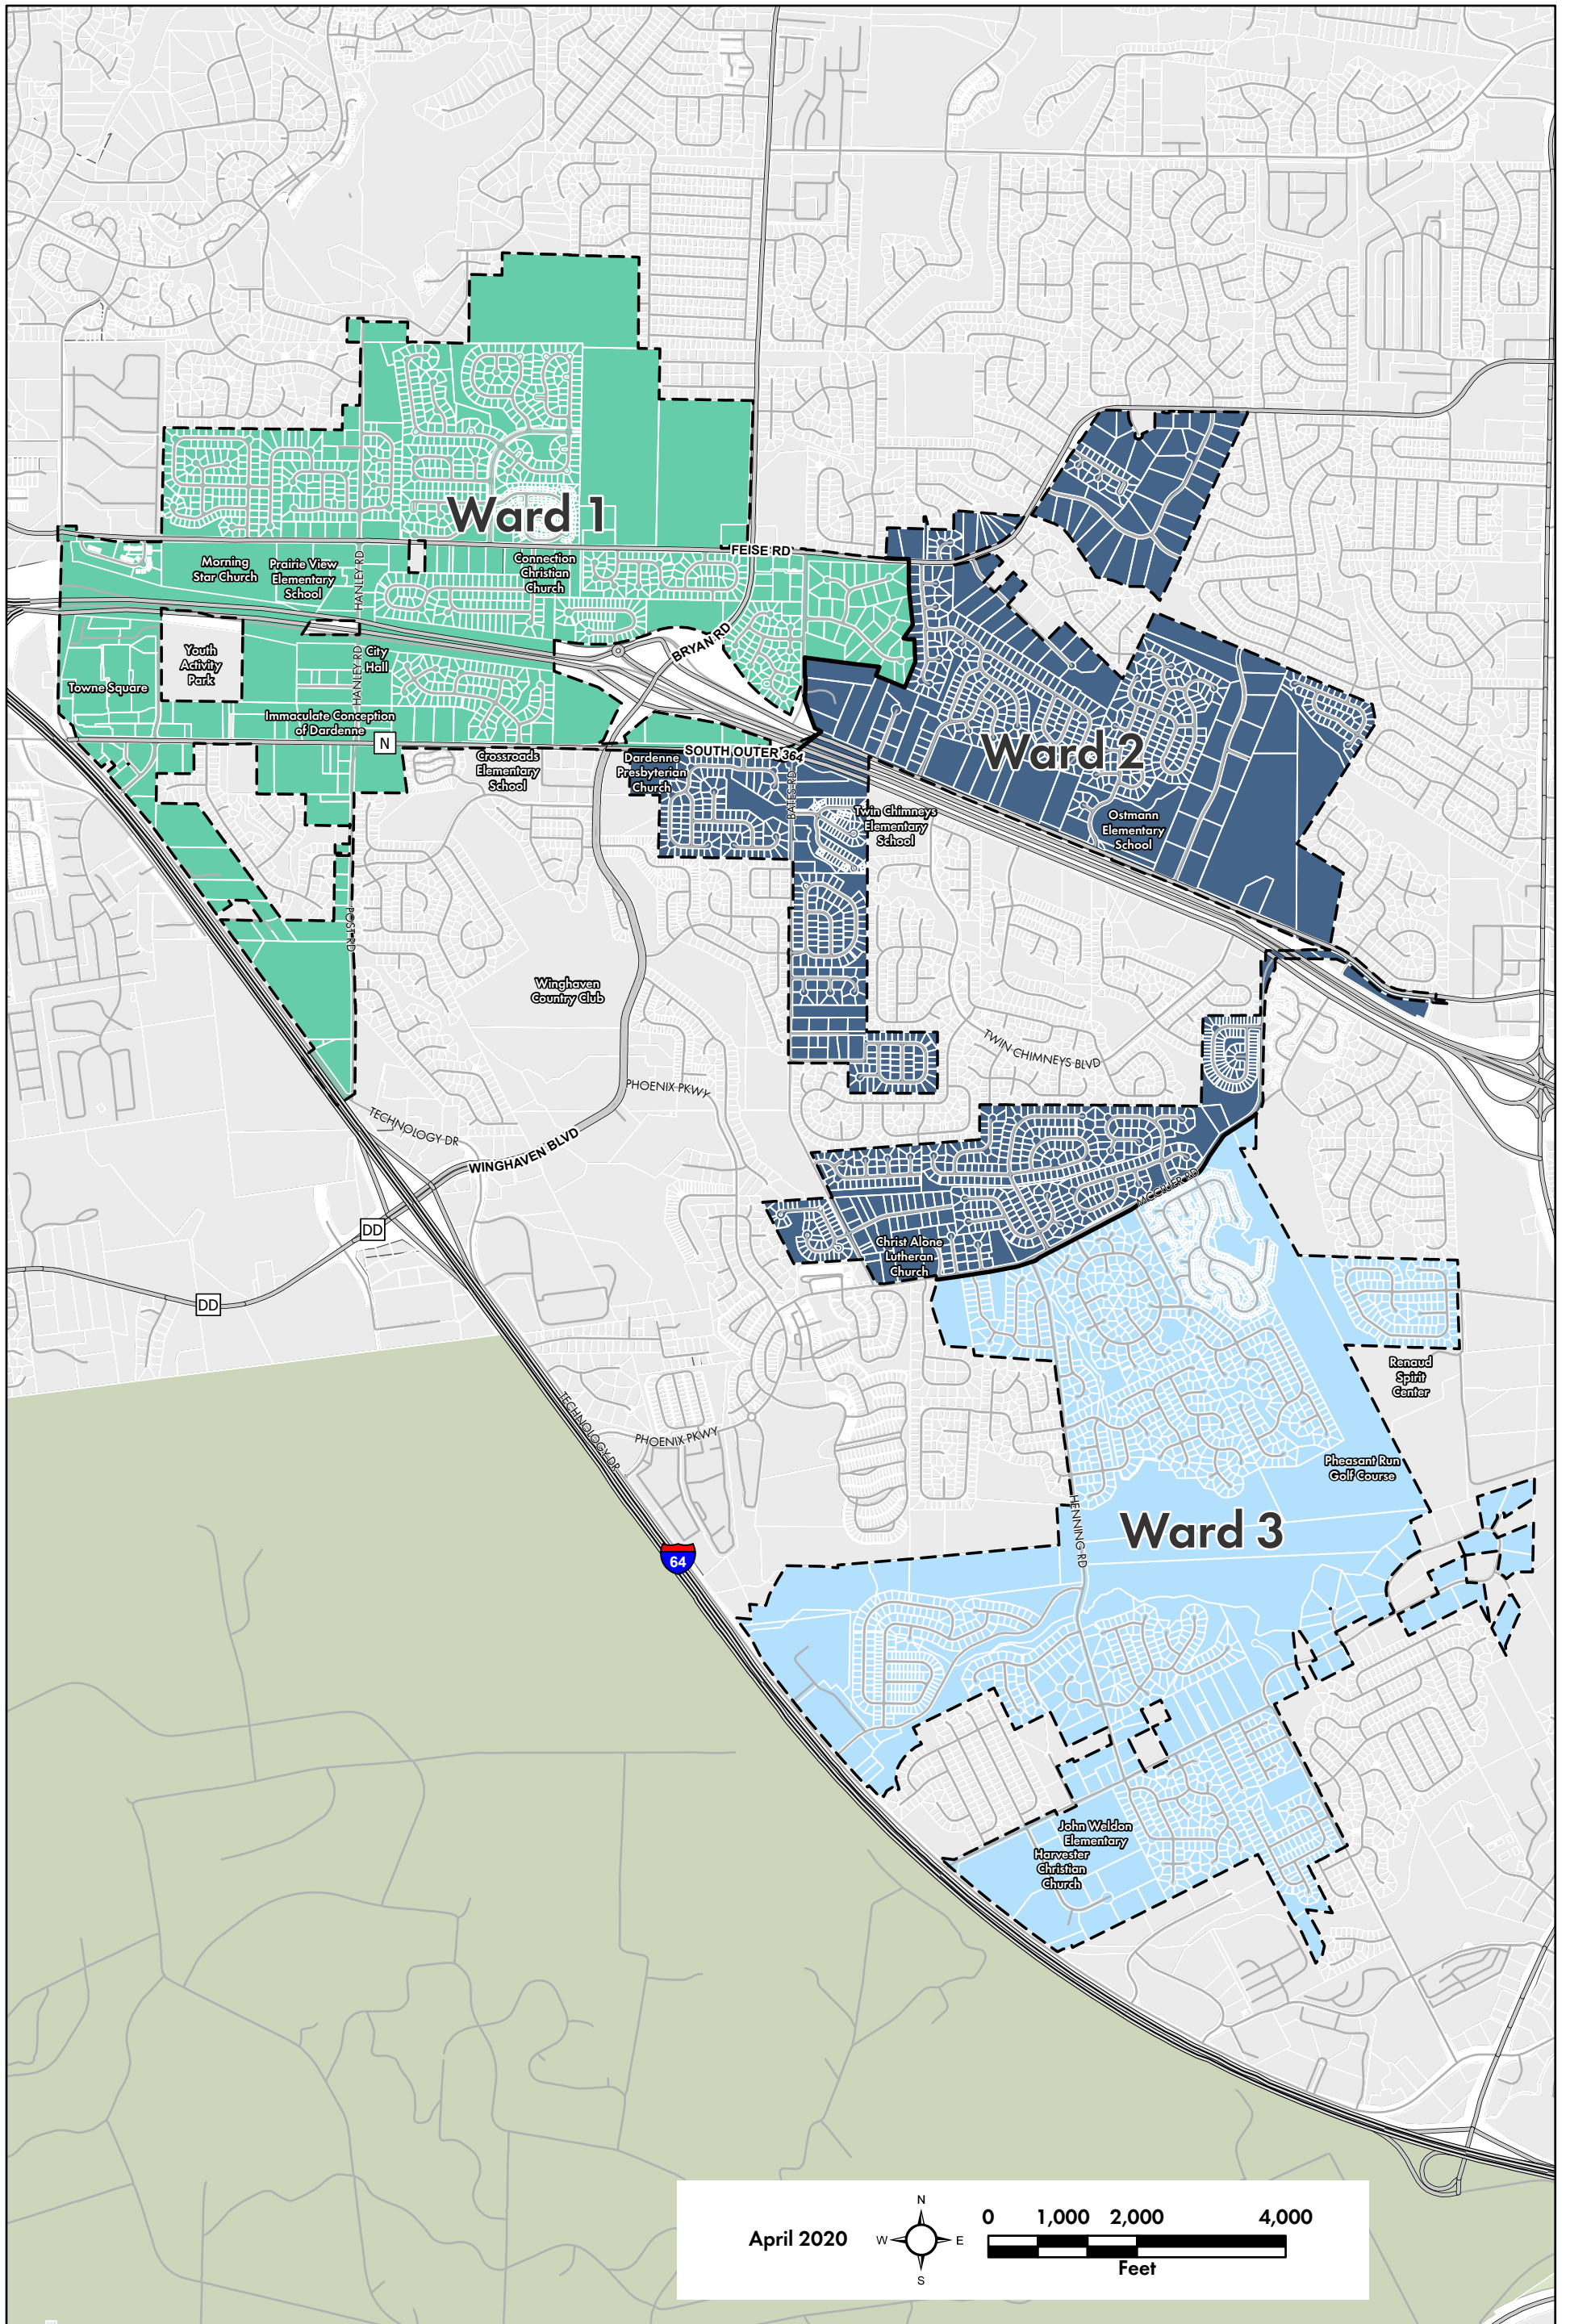 Ward 1
FEISE RD
Morning
Star Church
Prairie View
Elementary
School
HANLEY RD
Connection
Christian
Church
Youth
Activity
Park
City
Hall
HANLEY RD
BRYAN RD
Towne Square
Immaculate Conception
of Dardenne
N
Crossroads
Elementary
School
Dardenne
Presbyterian
Church
SOUTH OUTER 364
Ward 2
BATES RD
Twin Chimneys
Elementary
School
Ostmann
Elementary
School
POST RD
Winghaven
Country Club
TWIN CHIMNEYS BLVD
PHOENIX PKWY
TECHNOLOGY DR
WINGHAVEN BLVD
MCCLUER RD
DD
Christ Alone
Lutheran
Church
DD
Renaud
Spirit
Center
TECHNOLOGY DR
PHOENIX PKWY
Pheasant Run
Golf Course
HENNING RD
Ward 3
64
John Weldon
Elementary
Harvester
Christian
Church
April 2020
N
W
E
S
0 1,000 2,000 4,000
Feet